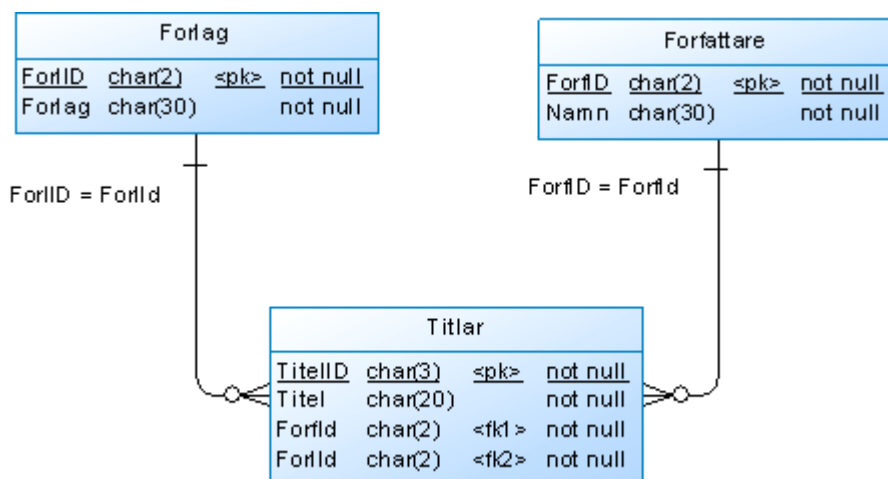 Forlag
ForlID char(2) <pk> not null
Forlag char(30) not null
Forfattare
ForfID char(2) <pk> not null
Namn char(30) not null
ForlID = ForlId
ForfID = ForfId
Titlar
TitelID char(3) <pk> not null
Titel char(20) not null
ForfId char(2) <fk1> not null
ForlId char(2) <fk2> not null